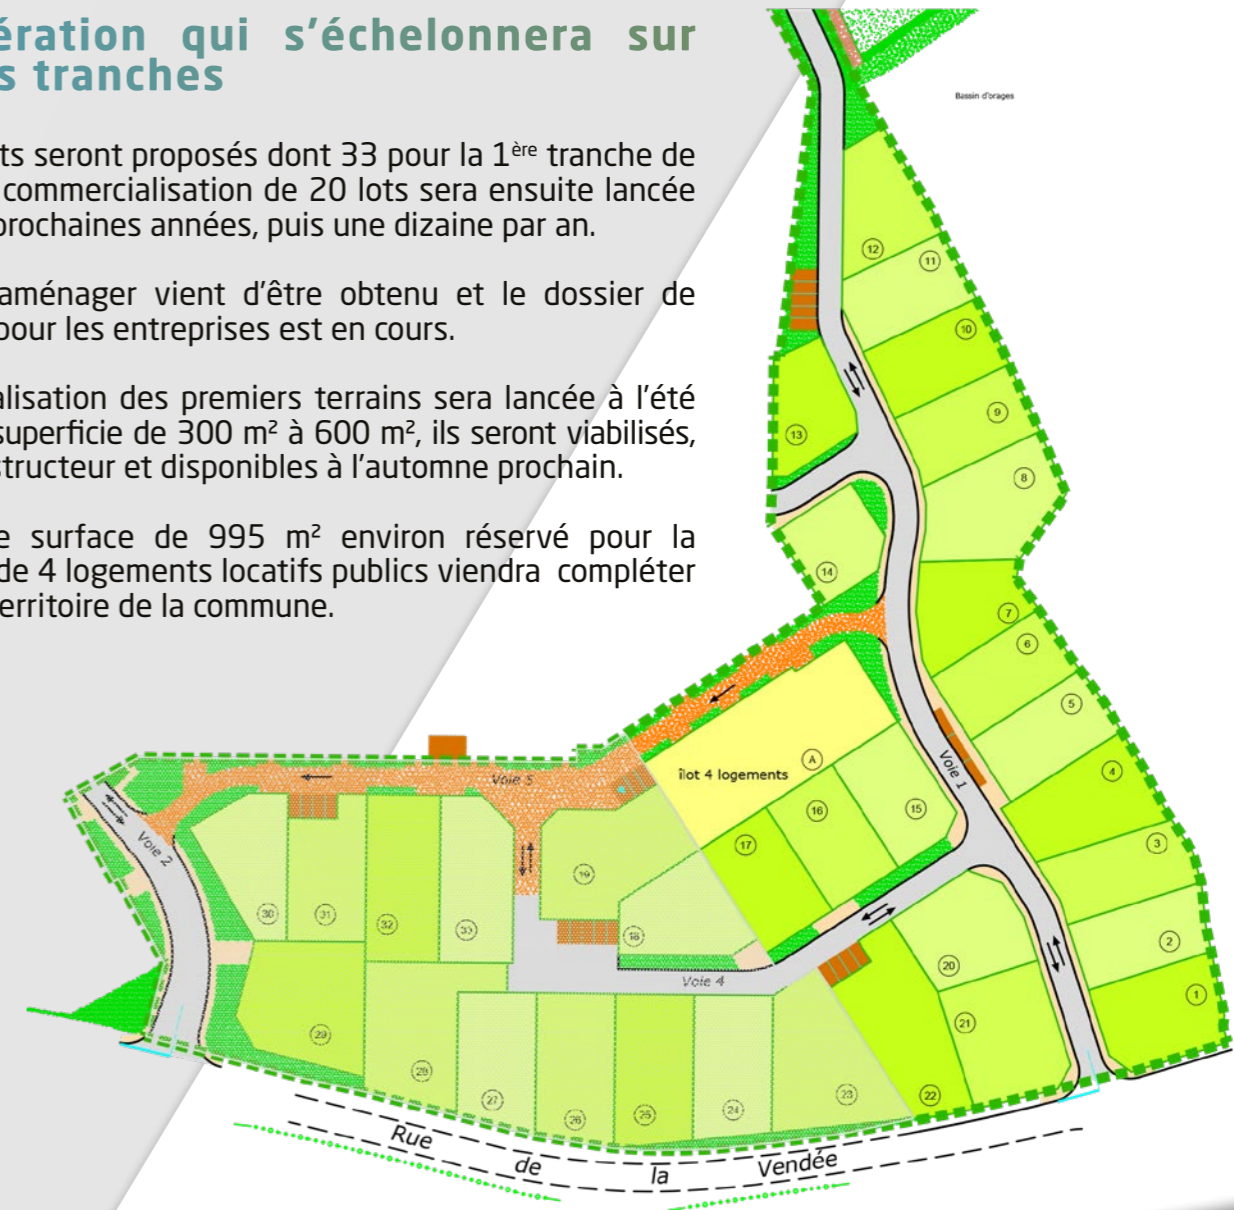 ération qui s'échelonnera sur
s tranches
ts seront proposés dont 33 pour la 1ère tranche de
commercialisation de 20 lots sera ensuite lancée
prochaines années, puis une dizaine par an.
aménager vient d'être obtenu et le dossier de
pour les entreprises est en cours.
alisation des premiers terrains sera lancée à l'été
superficie de 300 m² à 600 m², ils seront viabilisés,
structeur et disponibles à l'automne prochain.
e surface de 995 m² environ réservé pour la
de 4 logements locatifs publics viendra compléter
erritoire de la commune.
Bassin d'orages
12
11
10
9
13
8
14
7
6
5
A
îlot 4 logements
Voie 1
4
Voie 5
16
15
3
17
Voie 2
19
30
31
32
33
18
2
20
Voie 4
1
21
29
28
27
26
25
24
23
22
Rue de la Vendée